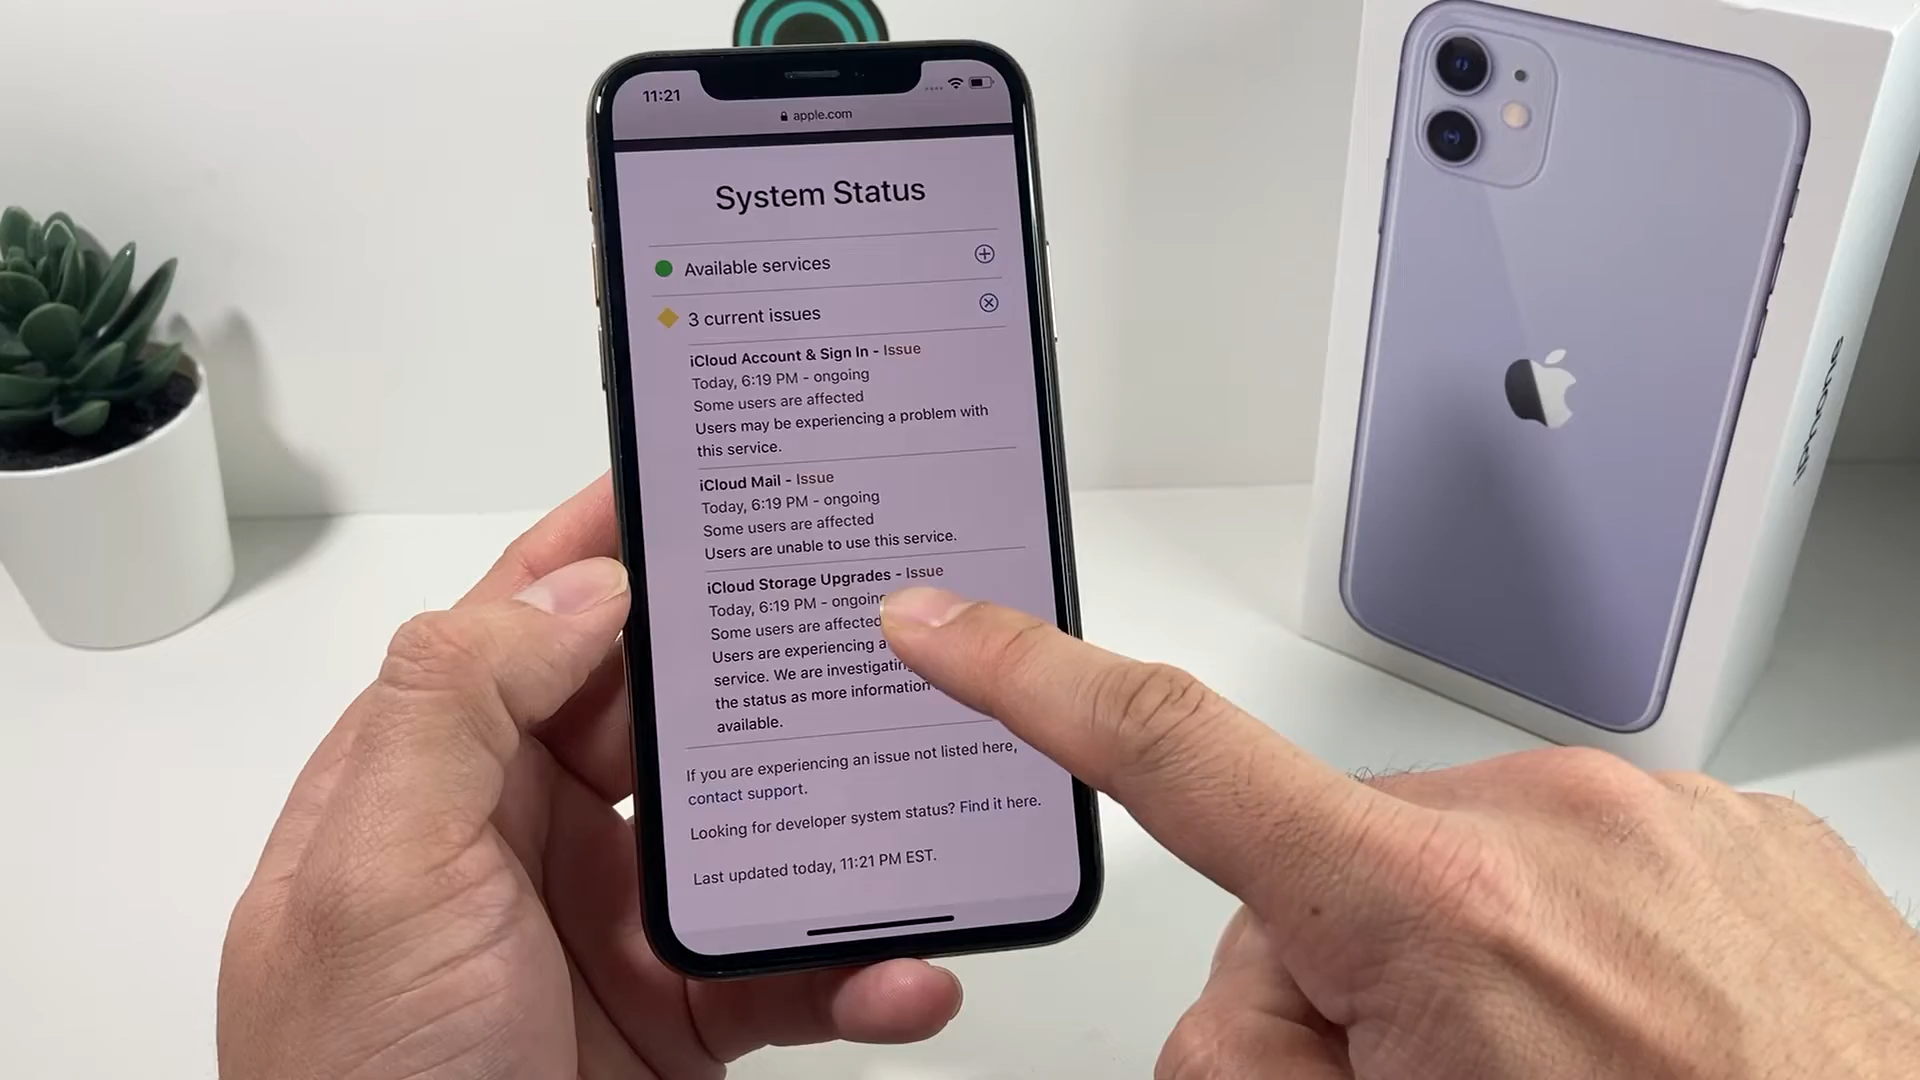 11:21
apple.com
System Status
Available services
3 current issues
iCloud Account & Sign In - Issue
Today, 6:19 PM - ongoing
Some users are affected
Users may be experiencing a problem with
this service.
iCloud Mail - Issue
Today, 6:19 PM - ongoing
Some users are affected
Users are unable to use this service.
iCloud Storage Upgrades - Issue
Today, 6:19 PM - ongoing
Some users are affected
Users are experiencing a
service. We are investigating
the status as more information
available.
If you are experiencing an issue not listed here,
contact support.
Looking for developer system status? Find it here.
Last updated today, 11:21 PM EST.
iPhone